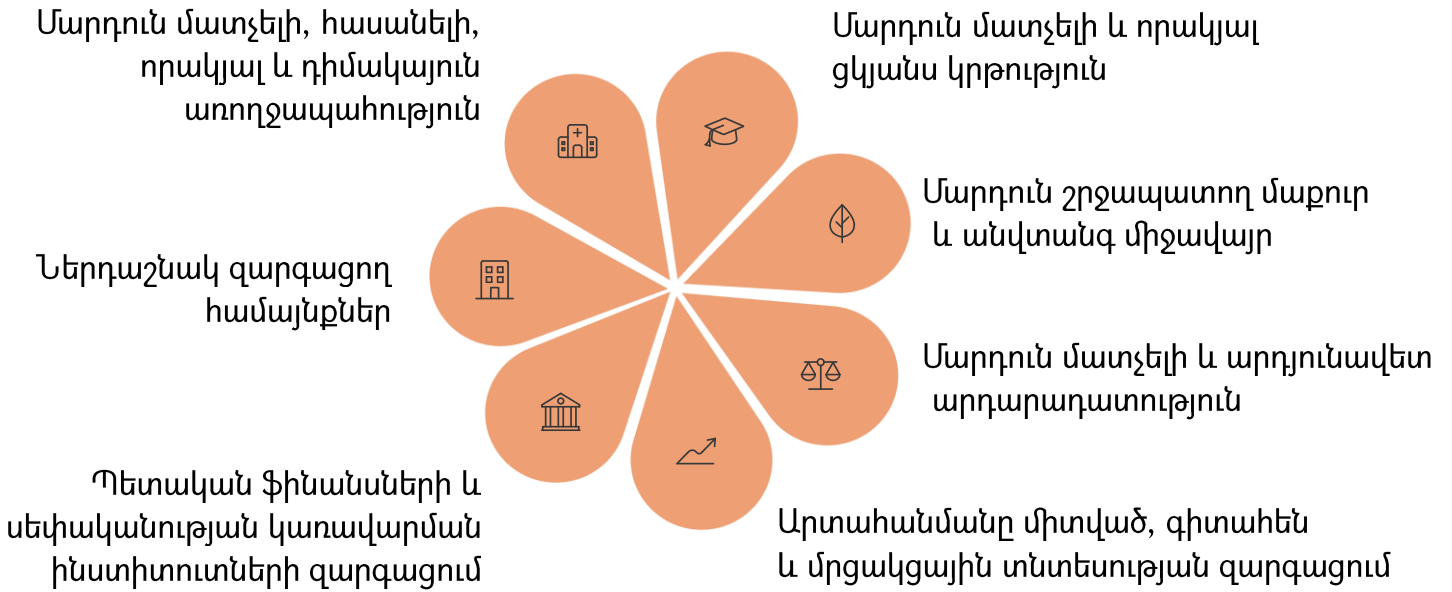 Մարդուն մատչելի, հասանելի,
որակյալ և դիմակայուն
առողջապահություն
Մարդուն մատչելի և որակյալ
ցկյանս կրթություն
Մարդուն շրջապատող մաքուր
և անվտանգ միջավայր
Ներդաշնակ զարգացող
համայնքներ
Մարդուն մատչելի և արդյունավետ
արդարադատություն
Պետական ֆինանսների և
սեփականության կառավարման
ինստիտուտների զարգացում
Արտահանմանը միտված, գիտահեն
և մրցակցային տնտեսության զարգացում